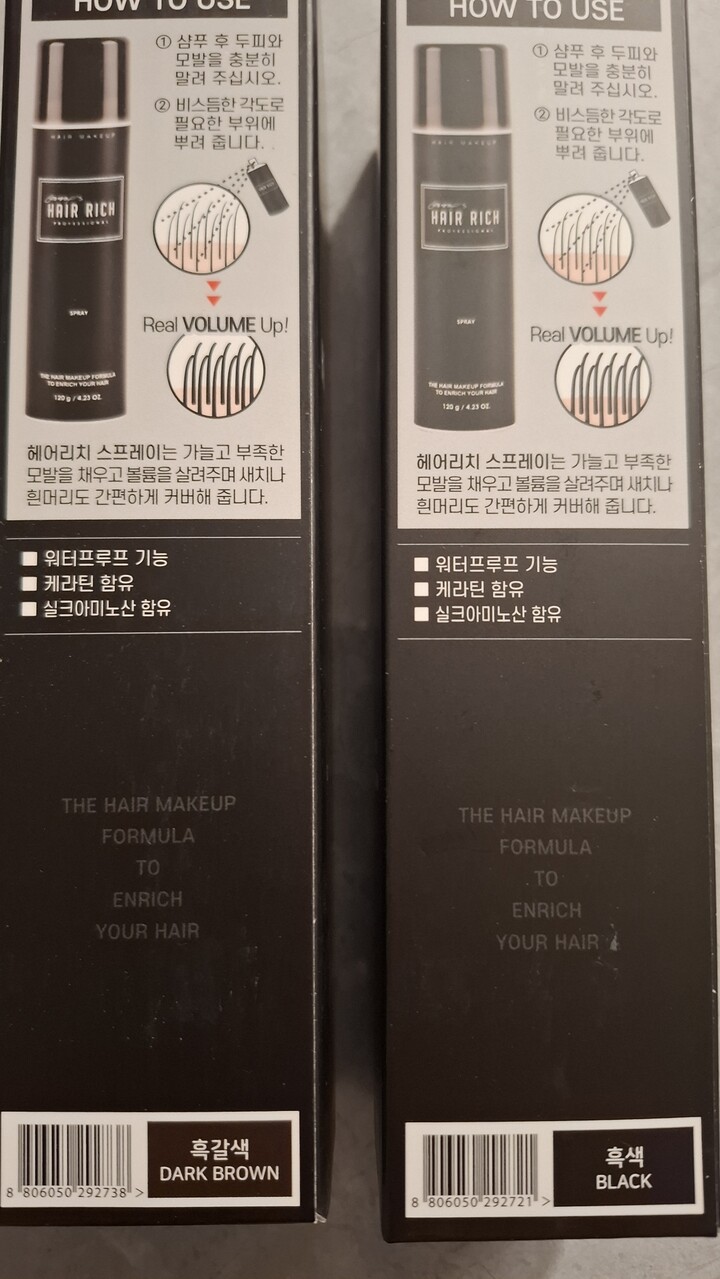 HOW TO USE
① 샴푸 후 두피와
모발을 충분히
말려 주십시오.
② 비스듬한 각도로
필요한 부위에
뿌려 줍니다.
HAIR MAKEUP
HAIR RICH
PROFESSIONAL
SPRAY
THE HAIR MAKEUP FORMULA
TO ENRICH YOUR HAIR
120 g / 4.23 OZ.
Real VOLUME Up!
헤어리치 스프레이는 가늘고 부족한
모발을 채우고 볼륨을 살려주며 새치나
흰머리도 간편하게 커버해 줍니다.
워터프루프 기능
케라틴 함유
실크아미노산 함유
THE HAIR MAKEUP
FORMULA
TO
ENRICH
YOUR HAIR
8 806050 292738 >
흑갈색
DARK BROWN
HOW TO USE
① 샴푸 후 두피와
모발을 충분히
말려 주십시오.
② 비스듬한 각도로
필요한 부위에
뿌려 줍니다.
HAIR MAKEUP
HAIR RICH
PROFESSIONAL
SPRAY
THE HAIR MAKEUP FORMULA
TO ENRICH YOUR HAIR
120 g / 4.23 OZ.
Real VOLUME Up!
헤어리치 스프레이는 가늘고 부족한
모발을 채우고 볼륨을 살려주며 새치나
흰머리도 간편하게 커버해 줍니다.
워터프루프 기능
케라틴 함유
실크아미노산 함유
THE HAIR MAKEUP
FORMULA
TO
ENRICH
YOUR HAIR
8 806050 292721 >
흑색
BLACK